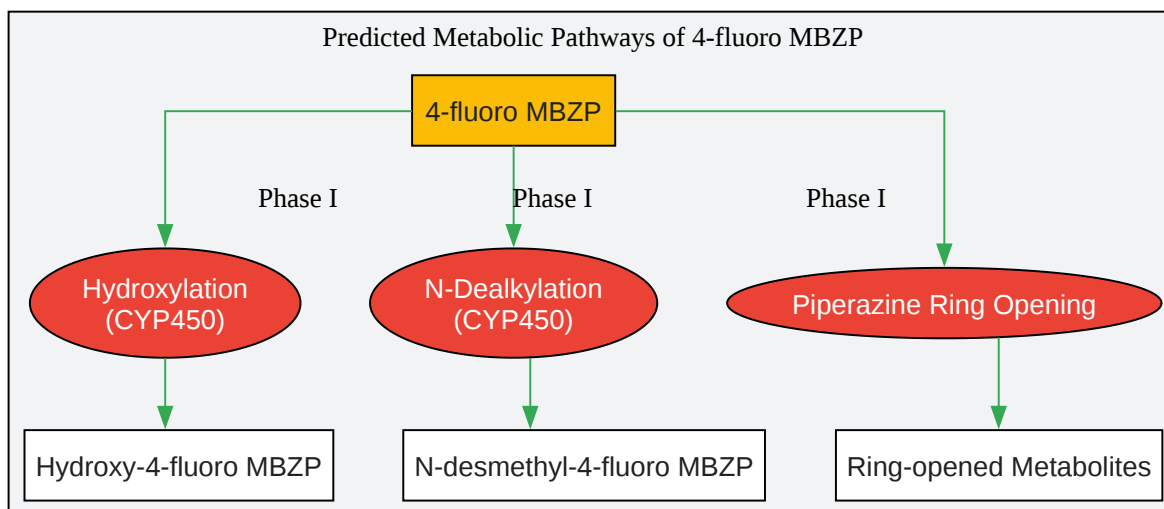 Predicted Metabolic Pathways of 4-fluoro MBZP
4-fluoro MBZP
Phase I
Phase I
Phase I
Hydroxylation
(CYP450)
N-Dealkylation
(CYP450)
Piperazine Ring Opening
Hydroxy-4-fluoro MBZP
N-desmethyl-4-fluoro MBZP
Ring-opened Metabolites